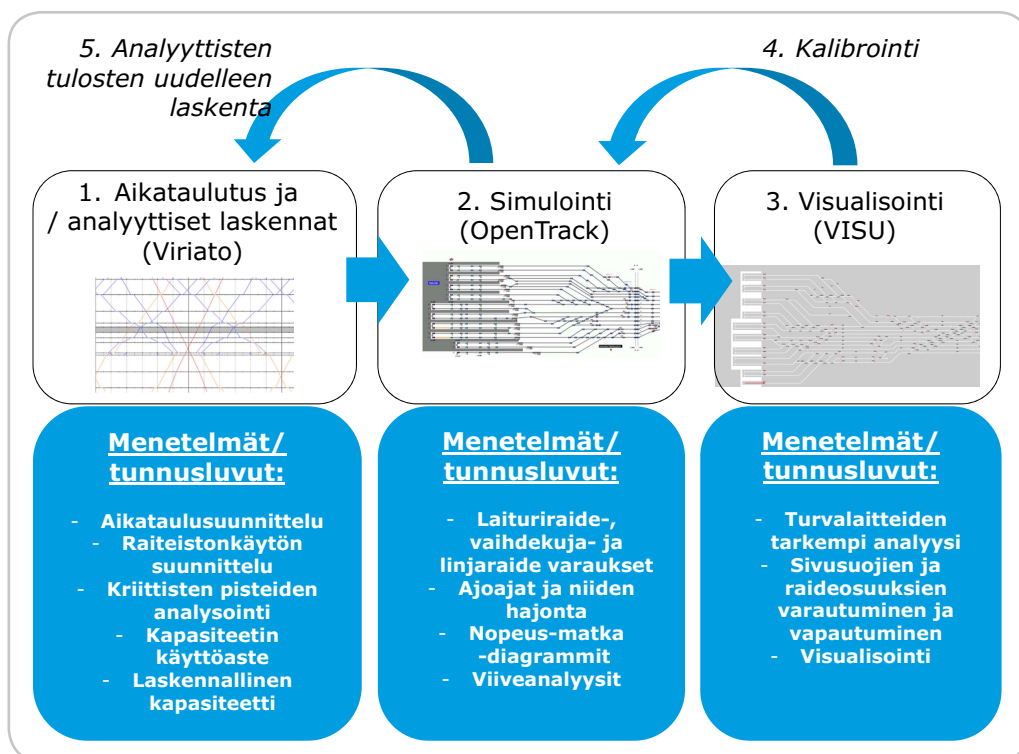 5. Analyyttisten
tulosten uudelleen
laskenta
4. Kalibrointi
1. Aikataulutus ja
/ analyyttiset laskennat
(Viriato)
2. Simulointi
(OpenTrack)
3. Visualisointi
(VISU)
Menetelmät/
tunnusluvut:
- Aikataulusuunnittelu
- Raiteistonkäytön
suunnittelu
- Kriittisten pisteiden
analysointi
- Kapasiteetin
käyttöaste
- Laskennallinen
kapasiteetti
Menetelmät/
tunnusluvut:
- Laituriraide-,
vaihdekuja- ja
linjaraide varaukset
- Ajoajat ja niiden
hajonta
- Nopeus-matka
-diagrammit
- Viiveanalyysit
Menetelmät/
tunnusluvut:
- Turvalaitteiden
tarkempi analyysi
- Sivusuojien ja
raideosuuksien
varautuminen ja
vapautuminen
- Visualisointi